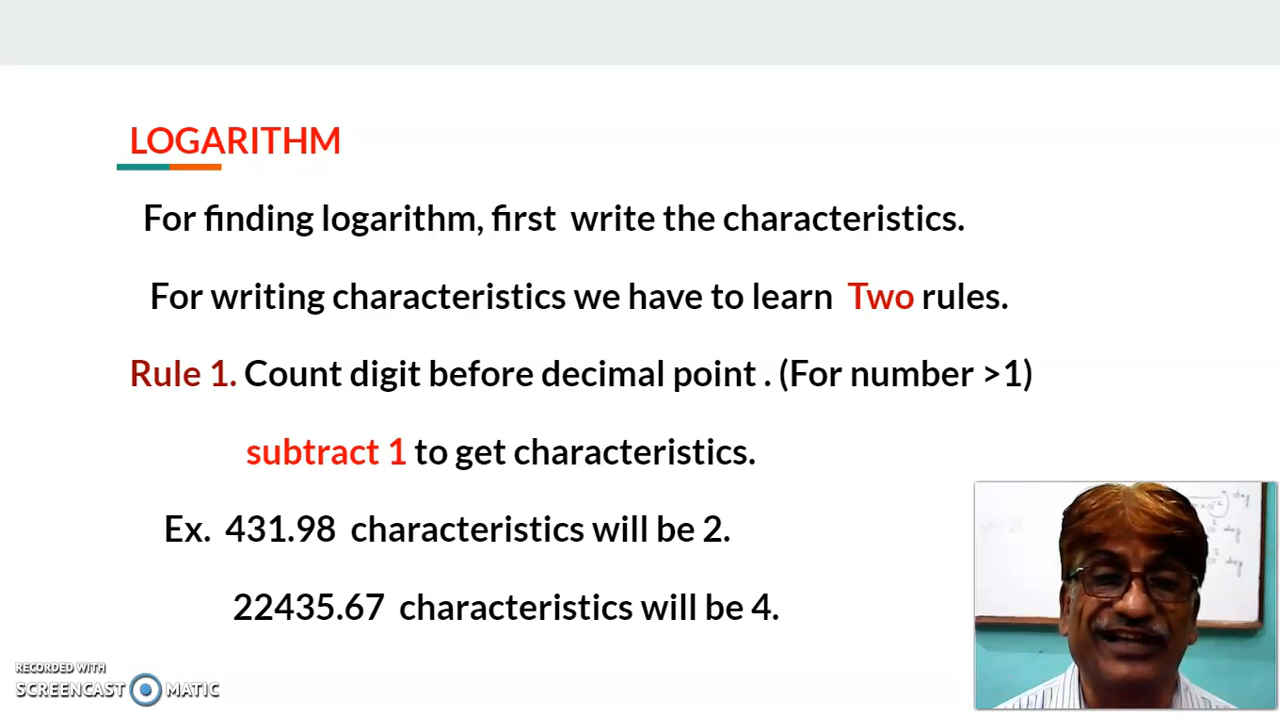 LOGARITHM
For finding logarithm, first write the characteristics.
For writing characteristics we have to learn Two rules.
Rule 1. Count digit before decimal point . (For number >1)
subtract 1 to get characteristics.
Ex. 431.98 characteristics will be 2.
22435.67 characteristics will be 4.
RECORDED WITH
SCREENCAST MATIC